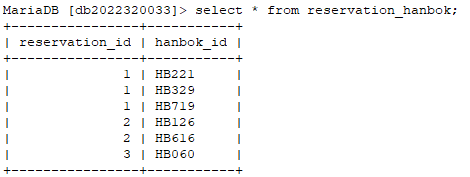 MariaDB [db2022320033]> select * from reservation_hanbok;
+----------------+-----------+
| reservation_id | hanbok_id |
+----------------+-----------+
|              1 | HB221     |
|              1 | HB329     |
|              1 | HB719     |
|              2 | HB126     |
|              2 | HB616     |
|              3 | HB060     |
+----------------+-----------+